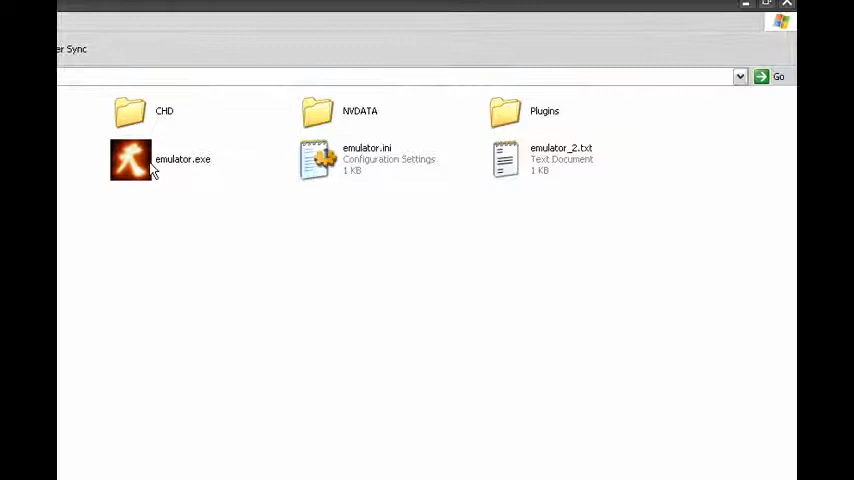 er Sync
Go
CHD
NVDATA
Plugins
emulator.exe
emulator.ini
Configuration Settings
1 KB
emulator_2.txt
Text Document
1 KB